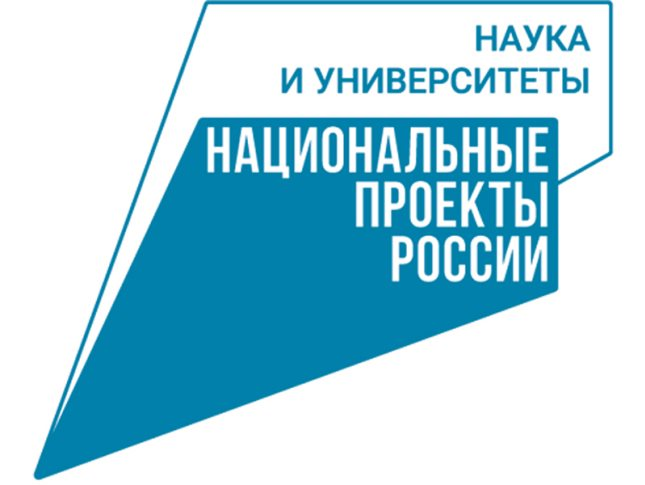 НАУКА
И УНИВЕРСИТЕТЫ
НАЦИОНАЛЬНЫЕ
ПРОЕКТЫ
РОССИИ